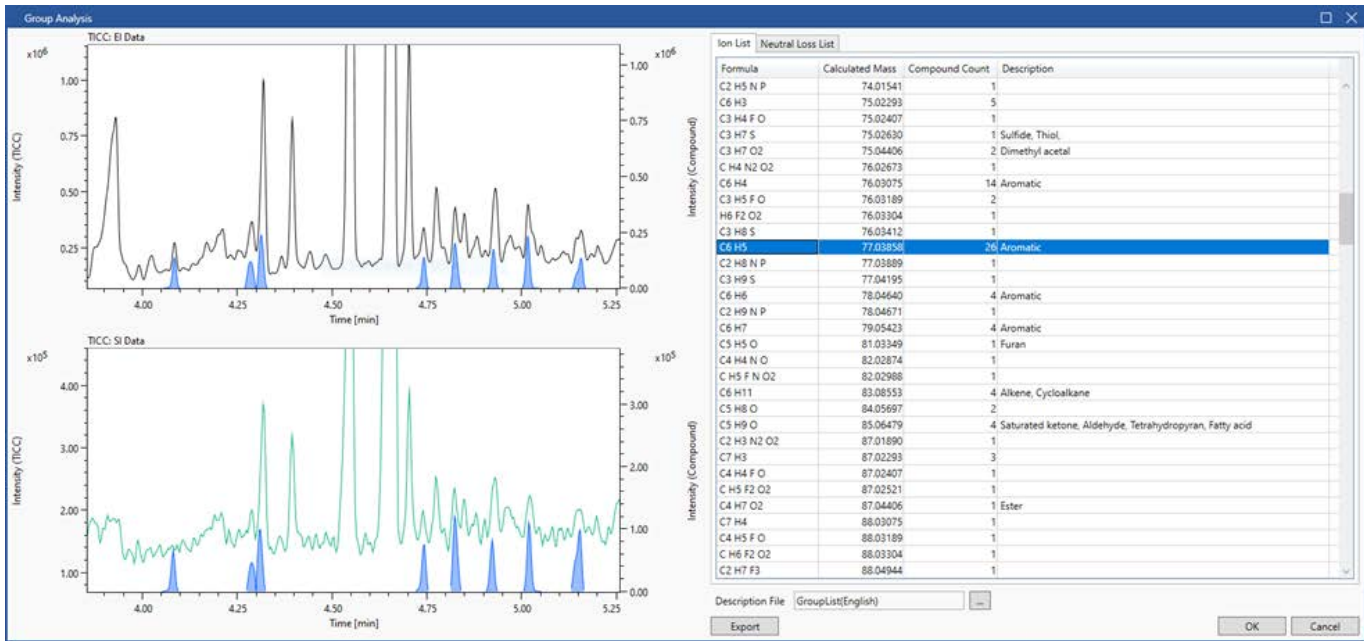 Group Analysis
TICC: EI Data
x10⁶
x10⁶
1.00
0.75
0.50
0.25
1.00
0.75
0.50
0.25
0.00
Intensity (TICC)
Intensity (Compound)
4.00 4.25 4.50 4.75 5.00 5.25
Time [min]
TICC: SI Data
x10⁵
x10⁵
4.00
3.00
2.00
1.00
3.00
2.00
1.00
0.00
Intensity (TICC)
Intensity (Compound)
4.00 4.25 4.50 4.75 5.00 5.25
Time [min]
Ion List Neutral Loss List
Formula Calculated Mass Compound Count Description
C2 H5 N P 74.01541 1
C6 H3 75.02293 5
C3 H4 F O 75.02407 1
C3 H7 S 75.02630 1 Sulfide, Thiol,
C3 H7 O2 75.04406 2 Dimethyl acetal
C H4 N2 O2 76.02673 1
C6 H4 76.03075 14 Aromatic
C3 H5 F O 76.03189 2
H6 F2 O2 76.03304 1
C3 H8 S 76.03412 1
C6 H5 77.03858 26 Aromatic
C2 H8 N P 77.03889 1
C3 H9 S 77.04195 1
C6 H6 78.04640 4 Aromatic
C2 H9 N P 78.04671 1
C6 H7 79.05423 4 Aromatic
C5 H5 O 81.03349 1 Furan
C4 H4 N O 82.02874 1
C H5 F N O2 82.02988 1
C6 H11 83.08553 4 Alkene, Cycloalkane
C5 H8 O 84.05697 2
C5 H9 O 85.06479 4 Saturated ketone, Aldehyde, Tetrahydropyran, Fatty acid
C2 H3 N2 O2 87.01890 1
C7 H3 87.02293 3
C4 H4 F O 87.02407 1
C H5 F2 O2 87.02521 1
C4 H7 O2 87.04406 1 Ester
C7 H4 88.03075 1
C4 H5 F O 88.03189 1
C H6 F2 O2 88.03304 1
C2 H7 F3 88.04944 1
Description File GroupList(English) ...
Export OK Cancel